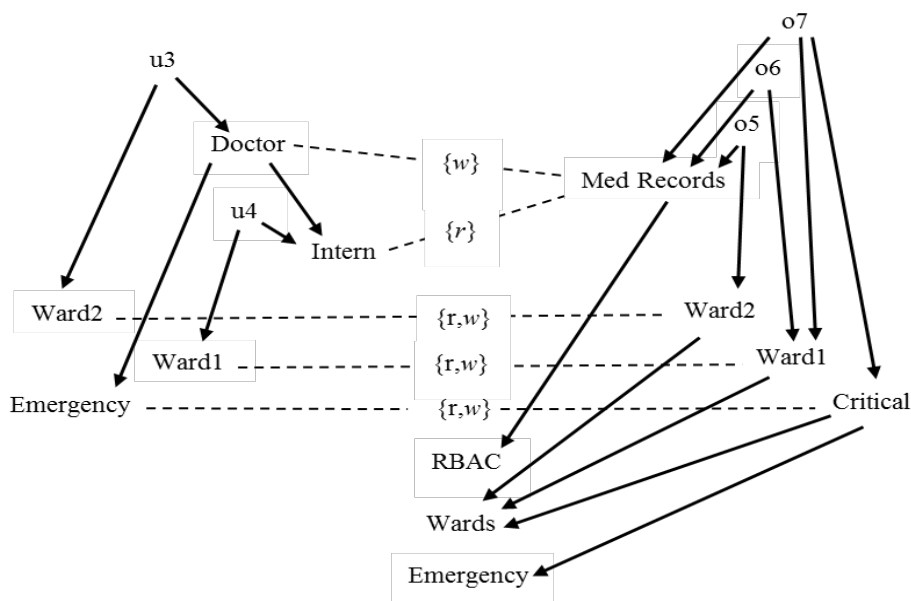 o7
u3
o6
o5
Doctor
{w}
Med Records
u4
{r}
Intern
Ward2
{r,w}
Ward2
Ward1
{r,w}
Ward1
Emergency
{r,w}
Critical
RBAC
Wards
Emergency